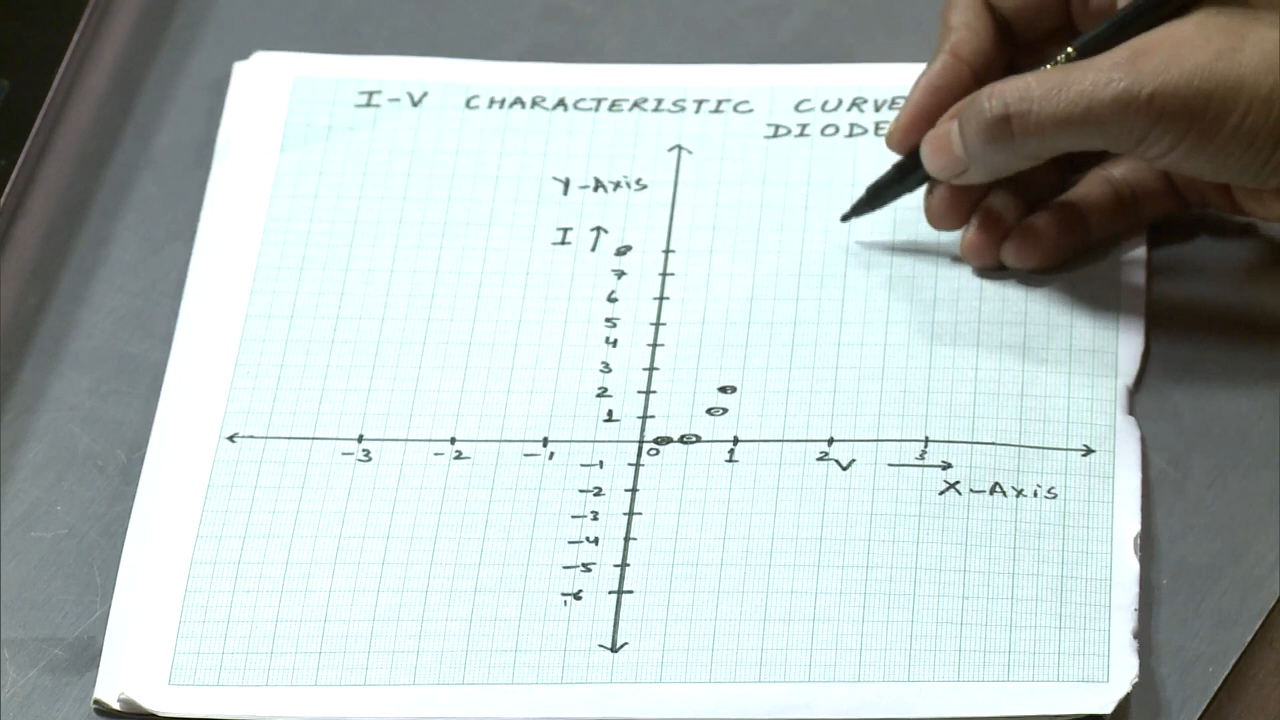 I-V CHARACTERISTIC CURVE
DIODE
Y-Axis
I ↑
8
7
6
5
4
3
2
1
-3 -2 -1 0 1 2 3
V →
X-Axis
-1
-2
-3
-4
-5
-6